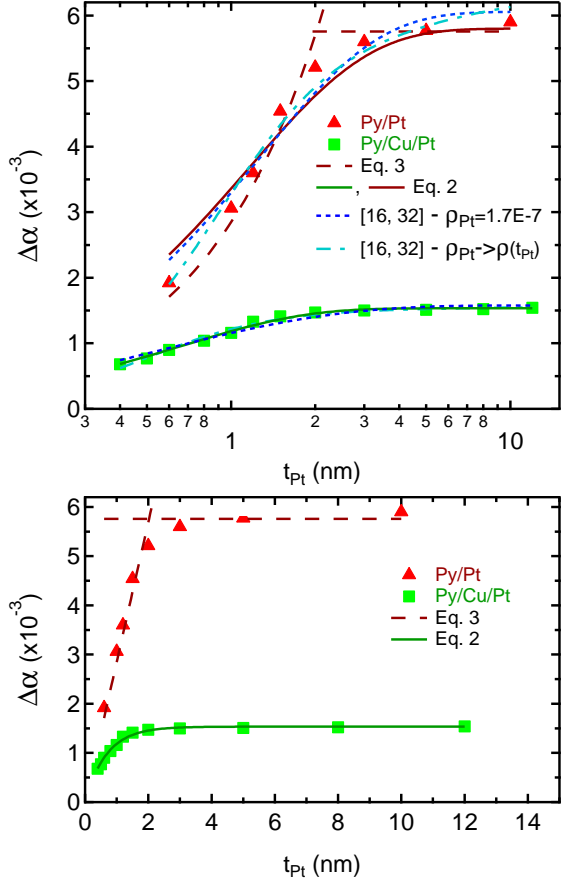 6
5
4
3
2
1
0
Δα (x10⁻³)
Py/Pt
Py/Cu/Pt
Eq. 3
, Eq. 2
[16, 32] - ρPt=1.7E-7
[16, 32] - ρPt->ρ(tPt)
3 4 5 6 7 8 1 2 3 4 5 6 7 8 10
tPt (nm)
6
5
4
3
2
1
0
Δα (x10⁻³)
Py/Pt
Py/Cu/Pt
Eq. 3
Eq. 2
0 2 4 6 8 10 12 14
tPt (nm)